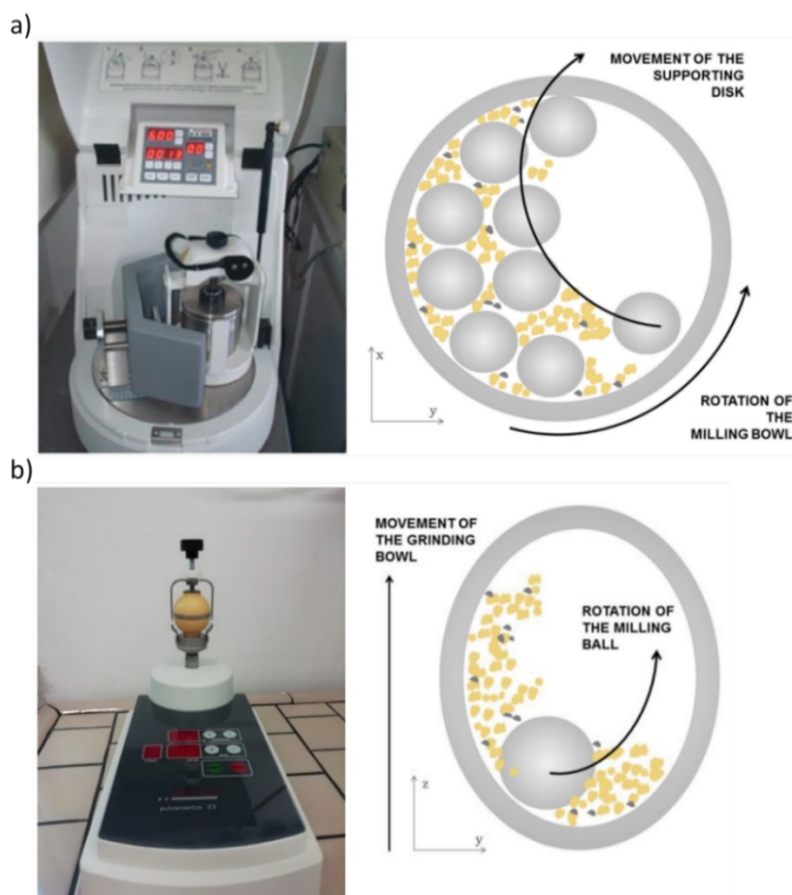 a)
MOVEMENT OF THE
SUPPORTING
DISK
600
x
y
ROTATION OF
THE
MILLING BOWL
b)
MOVEMENT OF
THE GRINDING
BOWL
ROTATION OF
THE MILLING
BALL
z
y
pulverisette 23